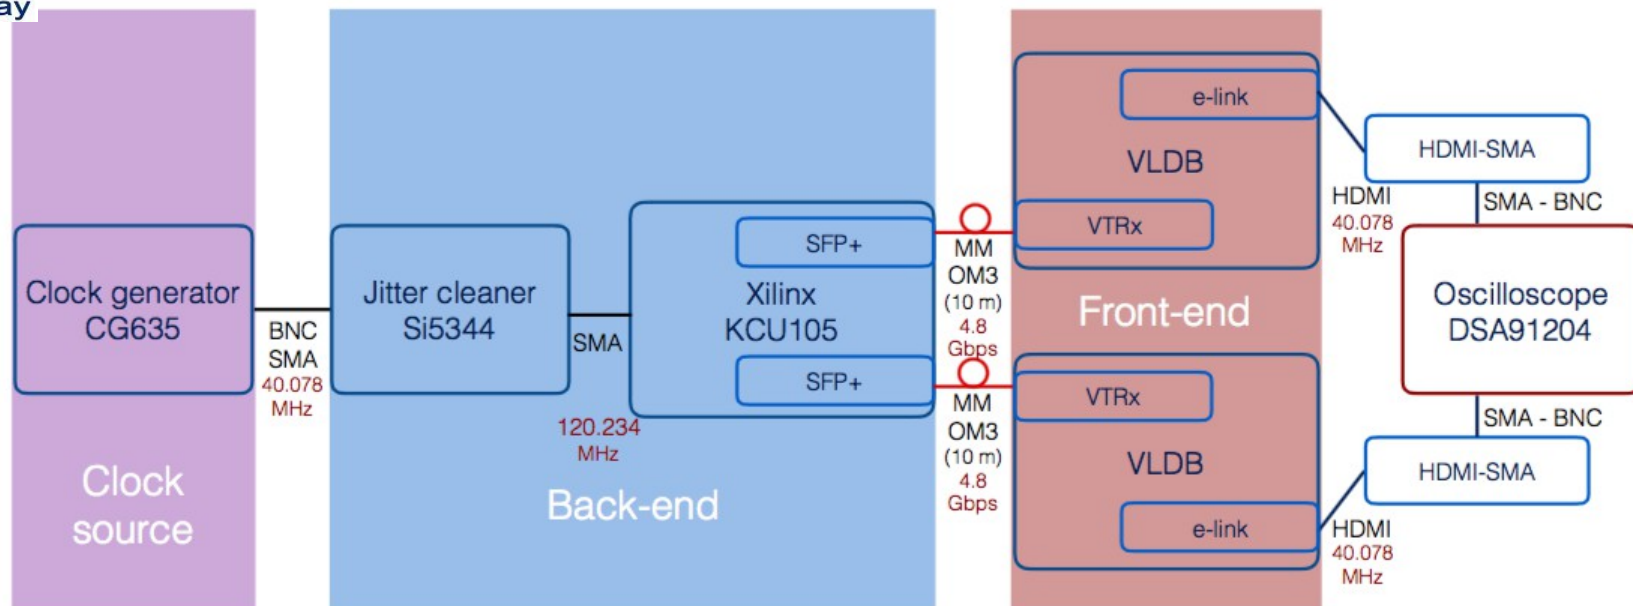 ay
Clock generator
CG635
Clock
source
BNC
SMA
40.078
MHz
Jitter cleaner
Si5344
SMA
120.234
MHz
Xilinx
KCU105
SFP+
SFP+
Back-end
MM
OM3
(10 m)
4.8
Gbps
MM
OM3
(10 m)
4.8
Gbps
e-link
VLDB
VTRx
Front-end
VTRx
VLDB
e-link
HDMI
40.078
MHz
HDMI-SMA
SMA - BNC
Oscilloscope
DSA91204
SMA - BNC
HDMI-SMA
HDMI
40.078
MHz